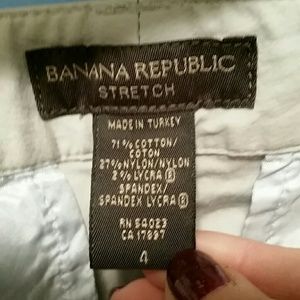 BANANA REPUBLIC
STRETCH
MADE IN TURKEY
71% COTTON/
COTON
27% NYLON/NYLON
2% LYCRA®
SPANDEX/
SPANDEX LYCRA®
RN 54023
CA 17897
4